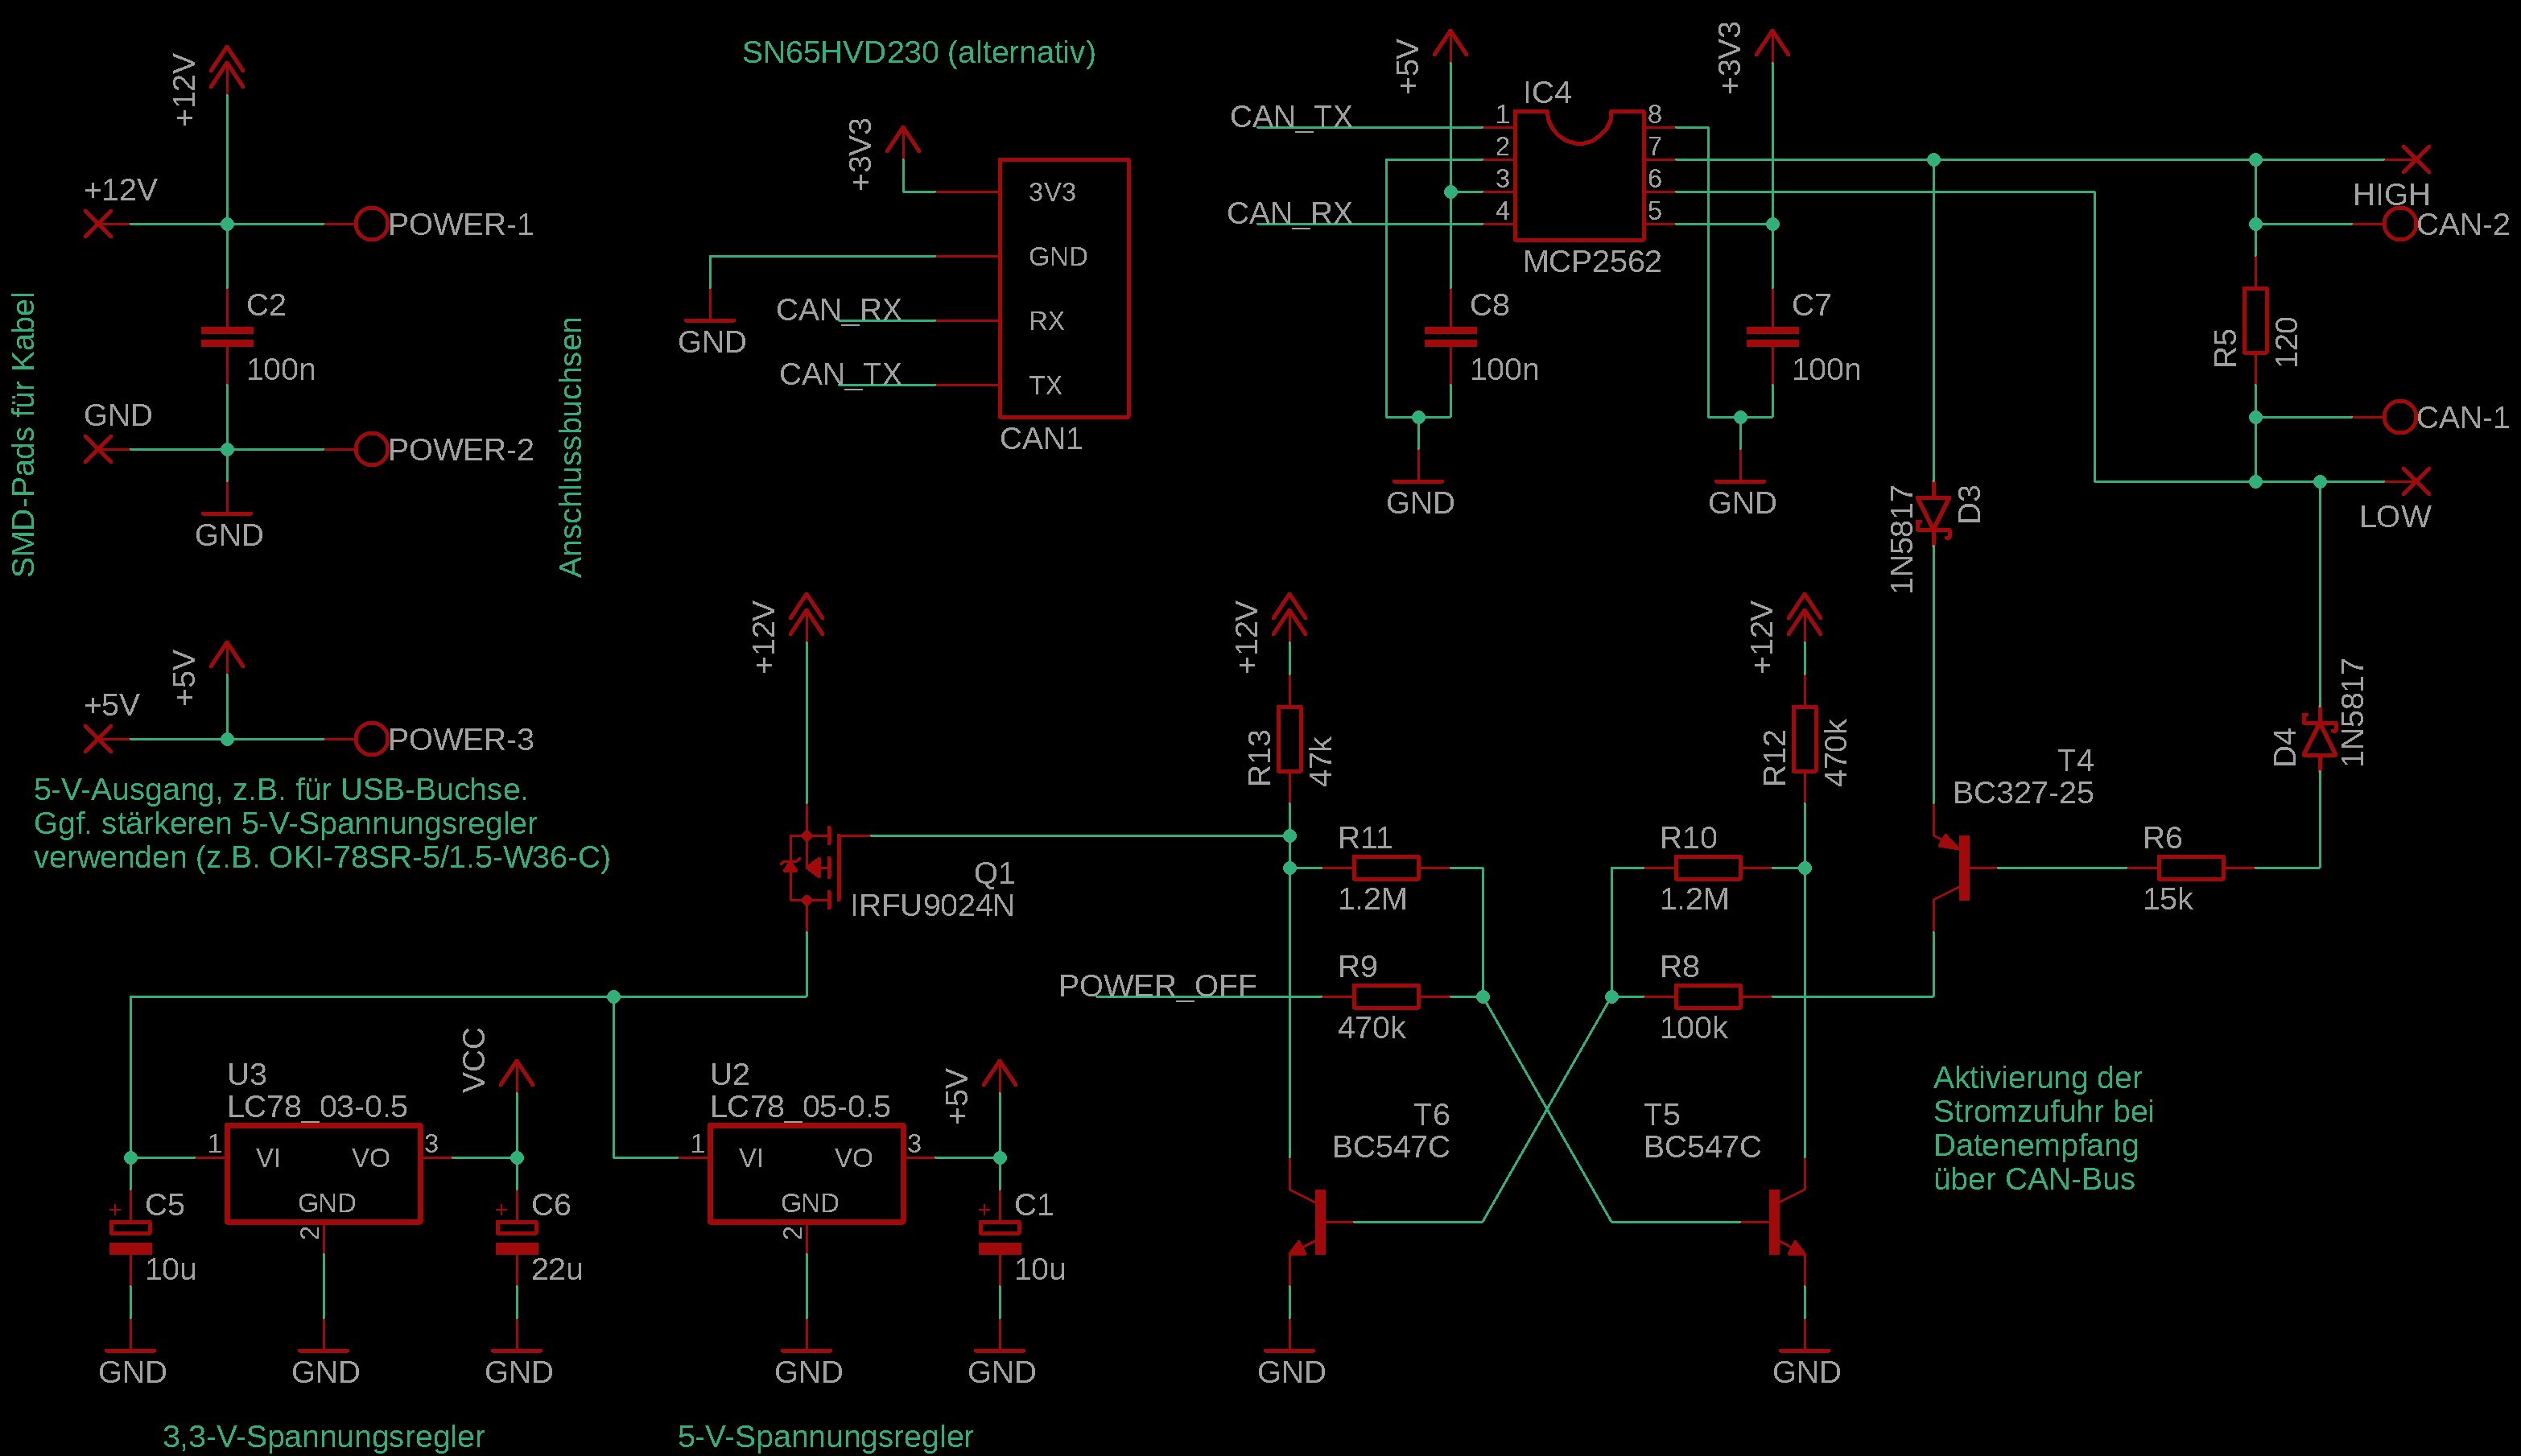 SMD-Pads für Kabel
+12V
+12V
POWER-1
C2
100n
GND
POWER-2
GND
Anschlussbuchsen
+5V
+5V
POWER-3
5-V-Ausgang, z.B. für USB-Buchse.
Ggf. stärkeren 5-V-Spannungsregler
verwenden (z.B. OKI-78SR-5/1.5-W36-C)
SN65HVD230 (alternativ)
+3V3
3V3
GND
GND
CAN_RX
RX
CAN_TX
TX
CAN1
+5V
+3V3
IC4
CAN_TX
1
8
2
7
3
6
CAN_RX
4
5
MCP2562
C8
100n
GND
C7
100n
GND
HIGH
CAN-2
R5
120
CAN-1
LOW
1N5817
D3
D4
1N5817
T4
BC327-25
R6
15k
+12V
Q1
IRFU9024N
+12V
R13
47k
+12V
R12
470k
R11
1.2M
R10
1.2M
POWER_OFF
R9
470k
R8
100k
T6
BC547C
T5
BC547C
GND
GND
Aktivierung der
Stromzufuhr bei
Datenempfang
über CAN-Bus
U3
LC78_03-0.5
1
VI
VO
3
GND
2
VCC
C5
10u
C6
22u
GND
GND
GND
3,3-V-Spannungsregler
U2
LC78_05-0.5
1
VI
VO
3
GND
2
+5V
C1
10u
GND
GND
5-V-Spannungsregler